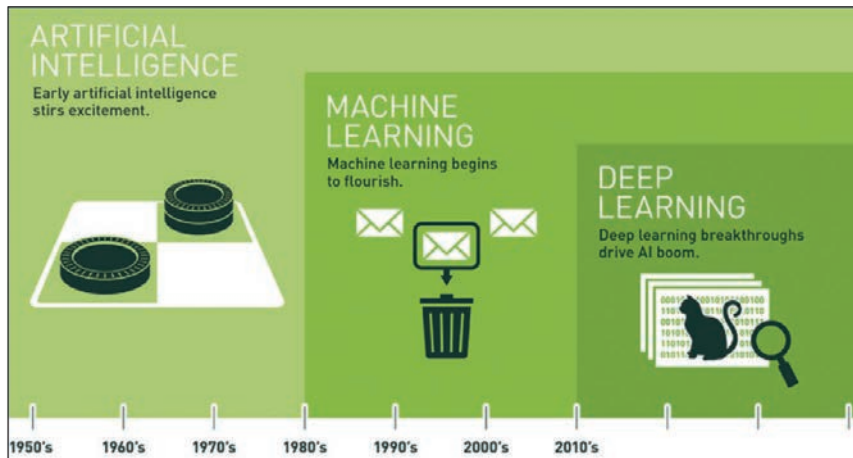 ARTIFICIAL
INTELLIGENCE
Early artificial intelligence
stirs excitement.
MACHINE
LEARNING
Machine learning begins
to flourish.
DEEP
LEARNING
Deep learning breakthroughs
drive AI boom.
1950's 1960's 1970's 1980's 1990's 2000's 2010's